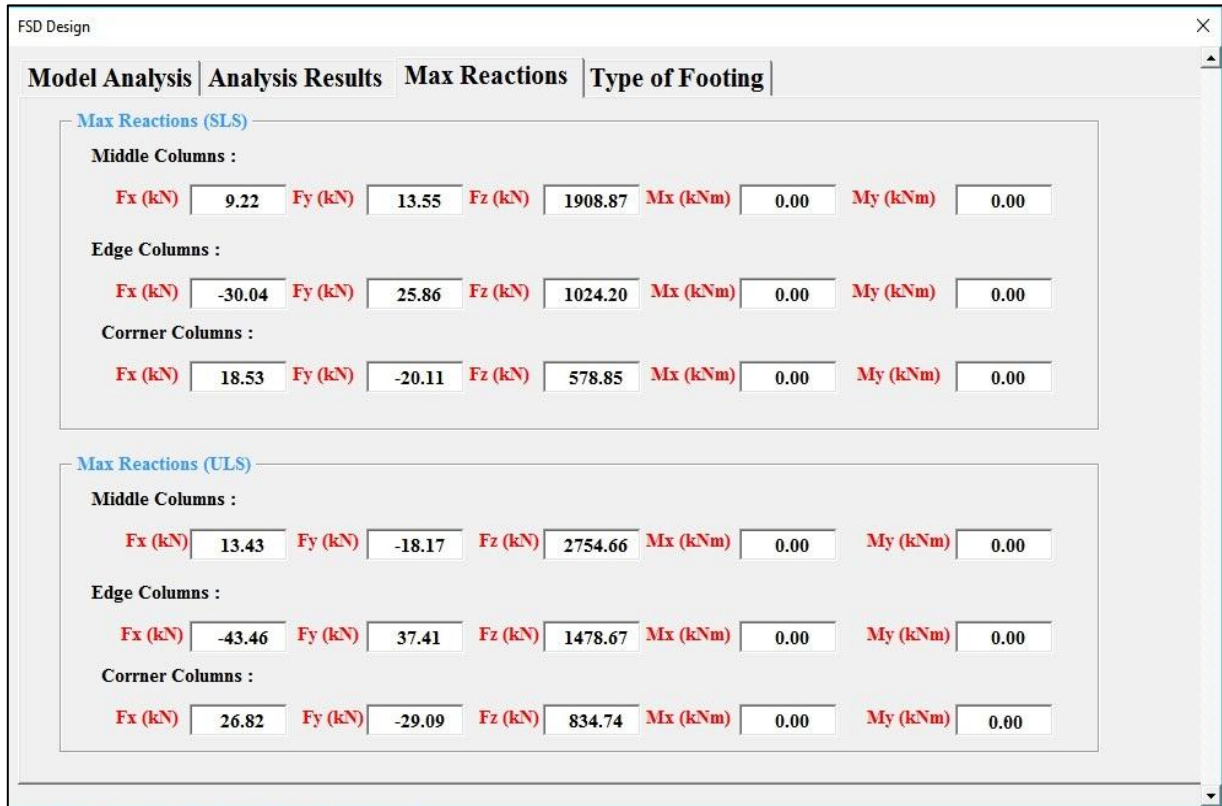 FSD Design
Model Analysis Analysis Results Max Reactions Type of Footing
Max Reactions (SLS)
Middle Columns :
Fx (kN) 9.22 Fy (kN) 13.55 Fz (kN) 1908.87 Mx (kNm) 0.00 My (kNm) 0.00
Edge Columns :
Fx (kN) -30.04 Fy (kN) 25.86 Fz (kN) 1024.20 Mx (kNm) 0.00 My (kNm) 0.00
Corrner Columns :
Fx (kN) 18.53 Fy (kN) -20.11 Fz (kN) 578.85 Mx (kNm) 0.00 My (kNm) 0.00
Max Reactions (ULS)
Middle Columns :
Fx (kN) 13.43 Fy (kN) -18.17 Fz (kN) 2754.66 Mx (kNm) 0.00 My (kNm) 0.00
Edge Columns :
Fx (kN) -43.46 Fy (kN) 37.41 Fz (kN) 1478.67 Mx (kNm) 0.00 My (kNm) 0.00
Corrner Columns :
Fx (kN) 26.82 Fy (kN) -29.09 Fz (kN) 834.74 Mx (kNm) 0.00 My (kNm) 0.00